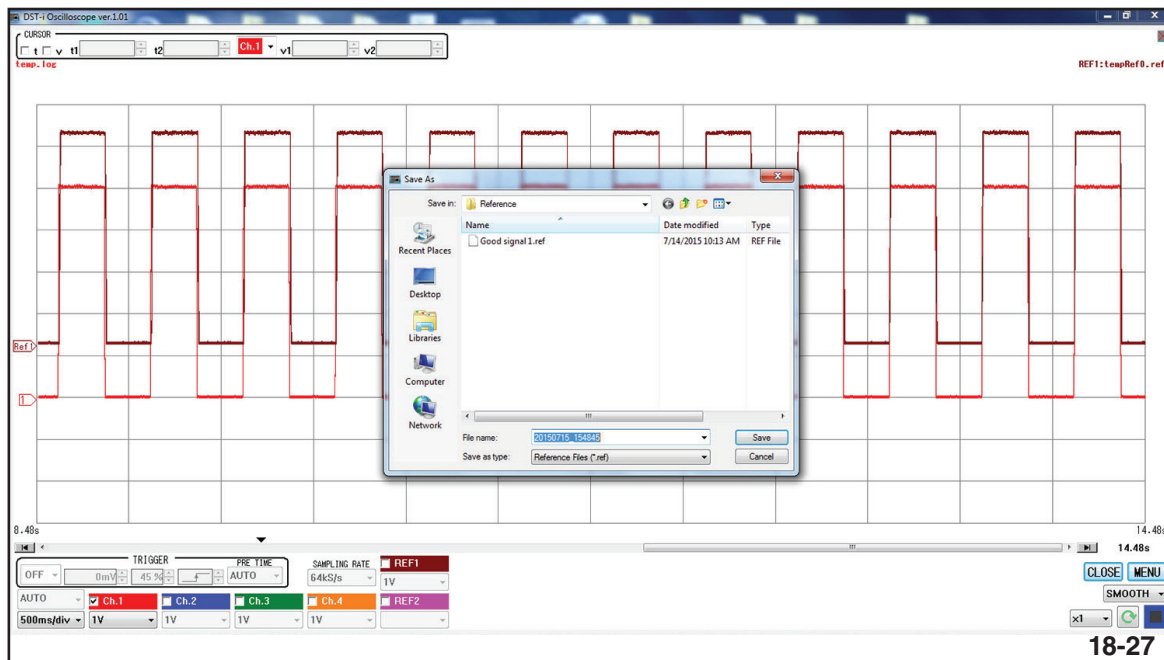 DST-i Oscilloscope ver.1.01
CURSOR
t v t1 t2 Ch.1 v1 v2
temp.log
REF1:tempRef0.ref
Save As
Save in: Reference
Name Date modified Type
Good signal 1.ref 7/14/2015 10:13 AM REF File
Recent Places
Desktop
Libraries
Computer
Network
File name: 20150715_154845 Save
Save as type: Reference Files (*.ref) Cancel
Ref1
1
8.48s 14.48s
14.48s
TRIGGER PRE TIME SAMPLING RATE REF1
OFF 0mV 45 % AUTO 64kS/s 1V
CLOSE MENU
AUTO Ch.1 Ch.2 Ch.3 Ch.4 REF2
SMOOTH
500ms/div 1V 1V 1V 1V
x1
18-27